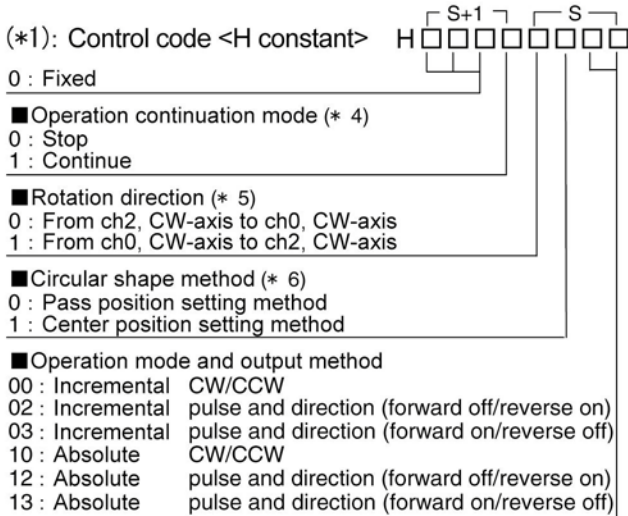 S+1 S
(*1): Control code <H constant> H□□□□□□□□
0 : Fixed
■Operation continuation mode (* 4)
0 : Stop
1 : Continue
■Rotation direction (* 5)
0 : From ch2, CW-axis to ch0, CW-axis
1 : From ch0, CW-axis to ch2, CW-axis
■Circular shape method (* 6)
0 : Pass position setting method
1 : Center position setting method
■Operation mode and output method
00 : Incremental CW/CCW
02 : Incremental pulse and direction (forward off/reverse on)
03 : Incremental pulse and direction (forward on/reverse off)
10 : Absolute CW/CCW
12 : Absolute pulse and direction (forward off/reverse on)
13 : Absolute pulse and direction (forward on/reverse off)